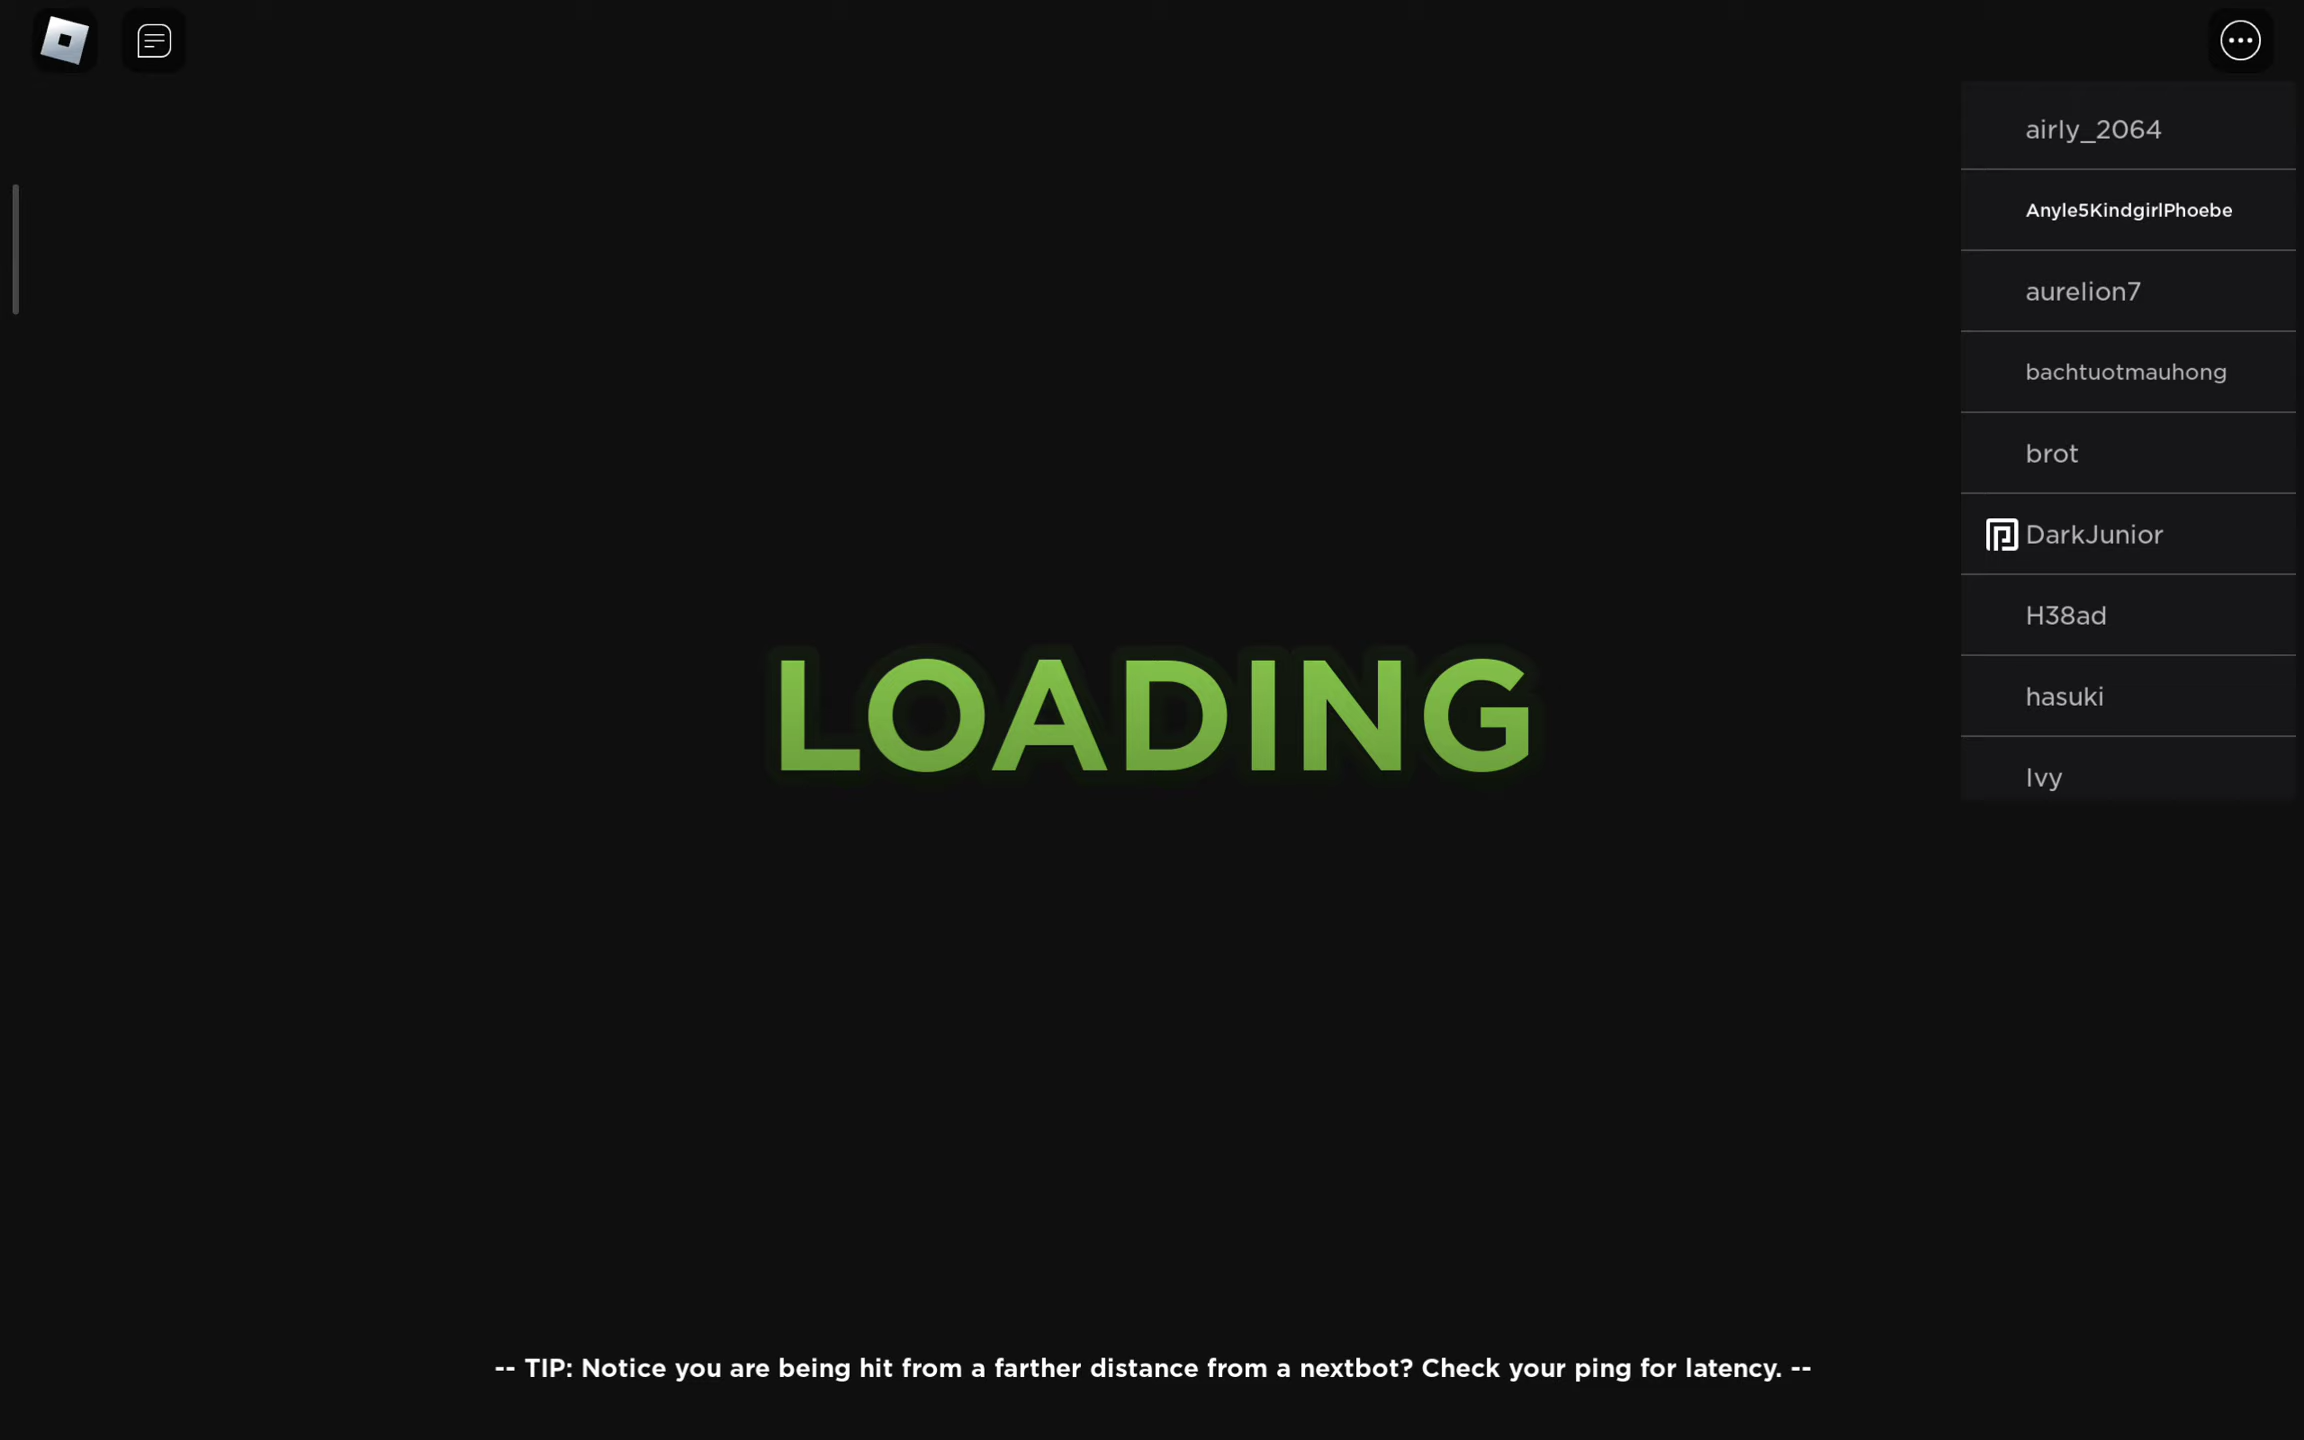 airly_2064
Anyle5KindgirlPhoebe
aurelion7
bachtuotmauhong
brot
DarkJunior
H38ad
hasuki
Ivy
LOADING
-- TIP: Notice you are being hit from a farther distance from a nextbot? Check your ping for latency. --